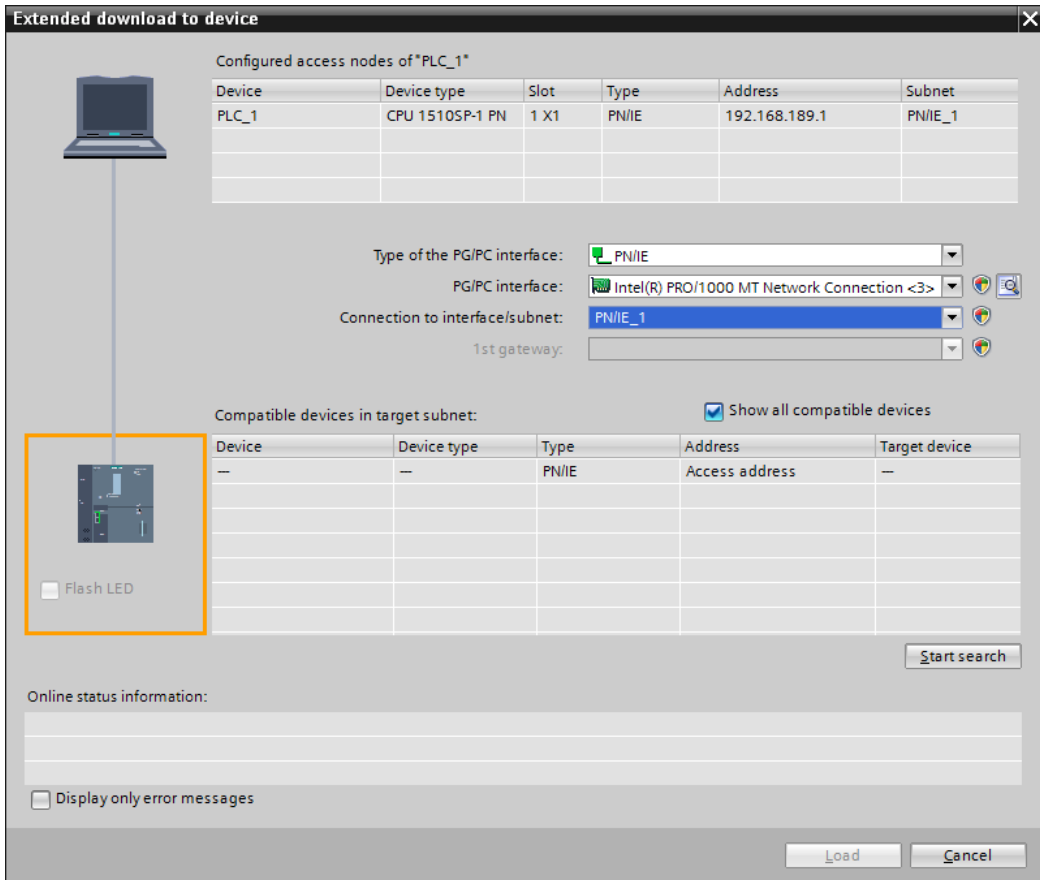 Extended download to device
Configured access nodes of "PLC_1"
Device Device type Slot Type Address Subnet
PLC_1 CPU 1510SP-1 PN 1 X1 PN/IE 192.168.189.1 PN/IE_1
Type of the PG/PC interface: PN/IE
PG/PC interface: Intel(R) PRO/1000 MT Network Connection <3>
Connection to interface/subnet: PN/IE_1
1st gateway:
Compatible devices in target subnet: Show all compatible devices
Device Device type Type Address Target device
— — PN/IE Access address —
Flash LED
Start search
Online status information:
Display only error messages
Load Cancel